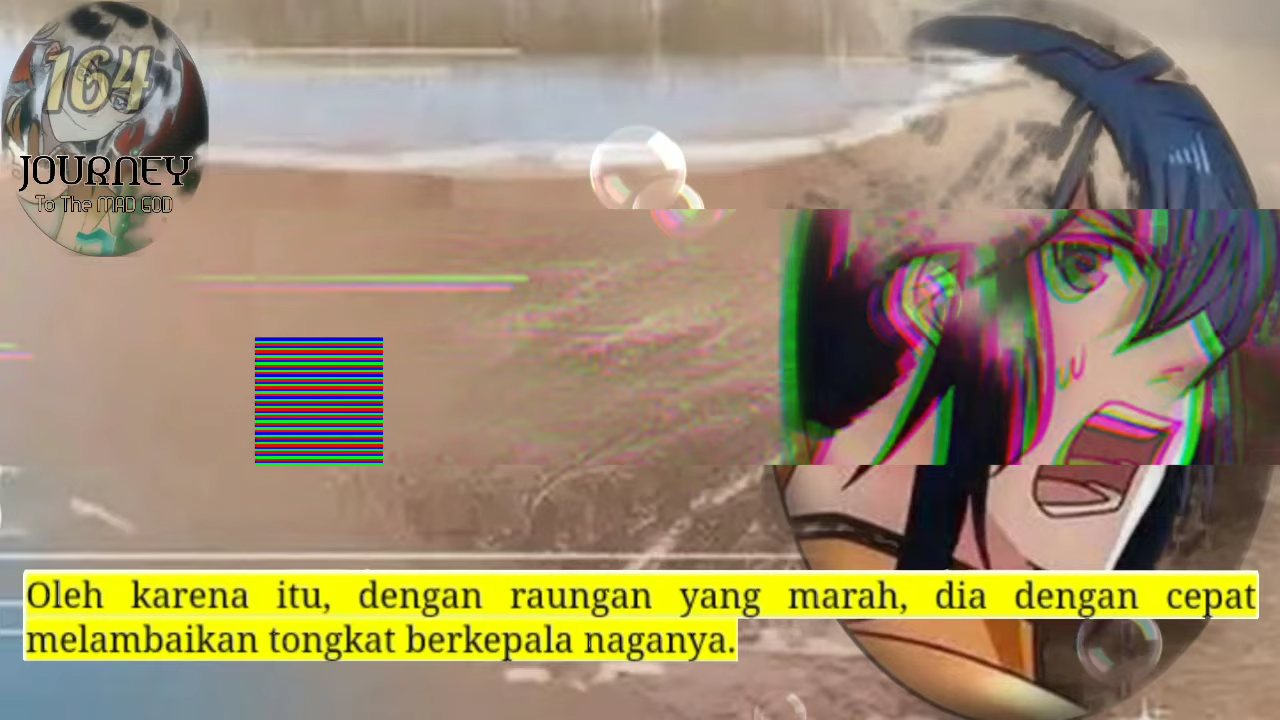 164
JOURNEY
To The MAD GOD
Oleh karena itu, dengan raungan yang marah, dia dengan cepat
melambaikan tongkat berkepala naganya.